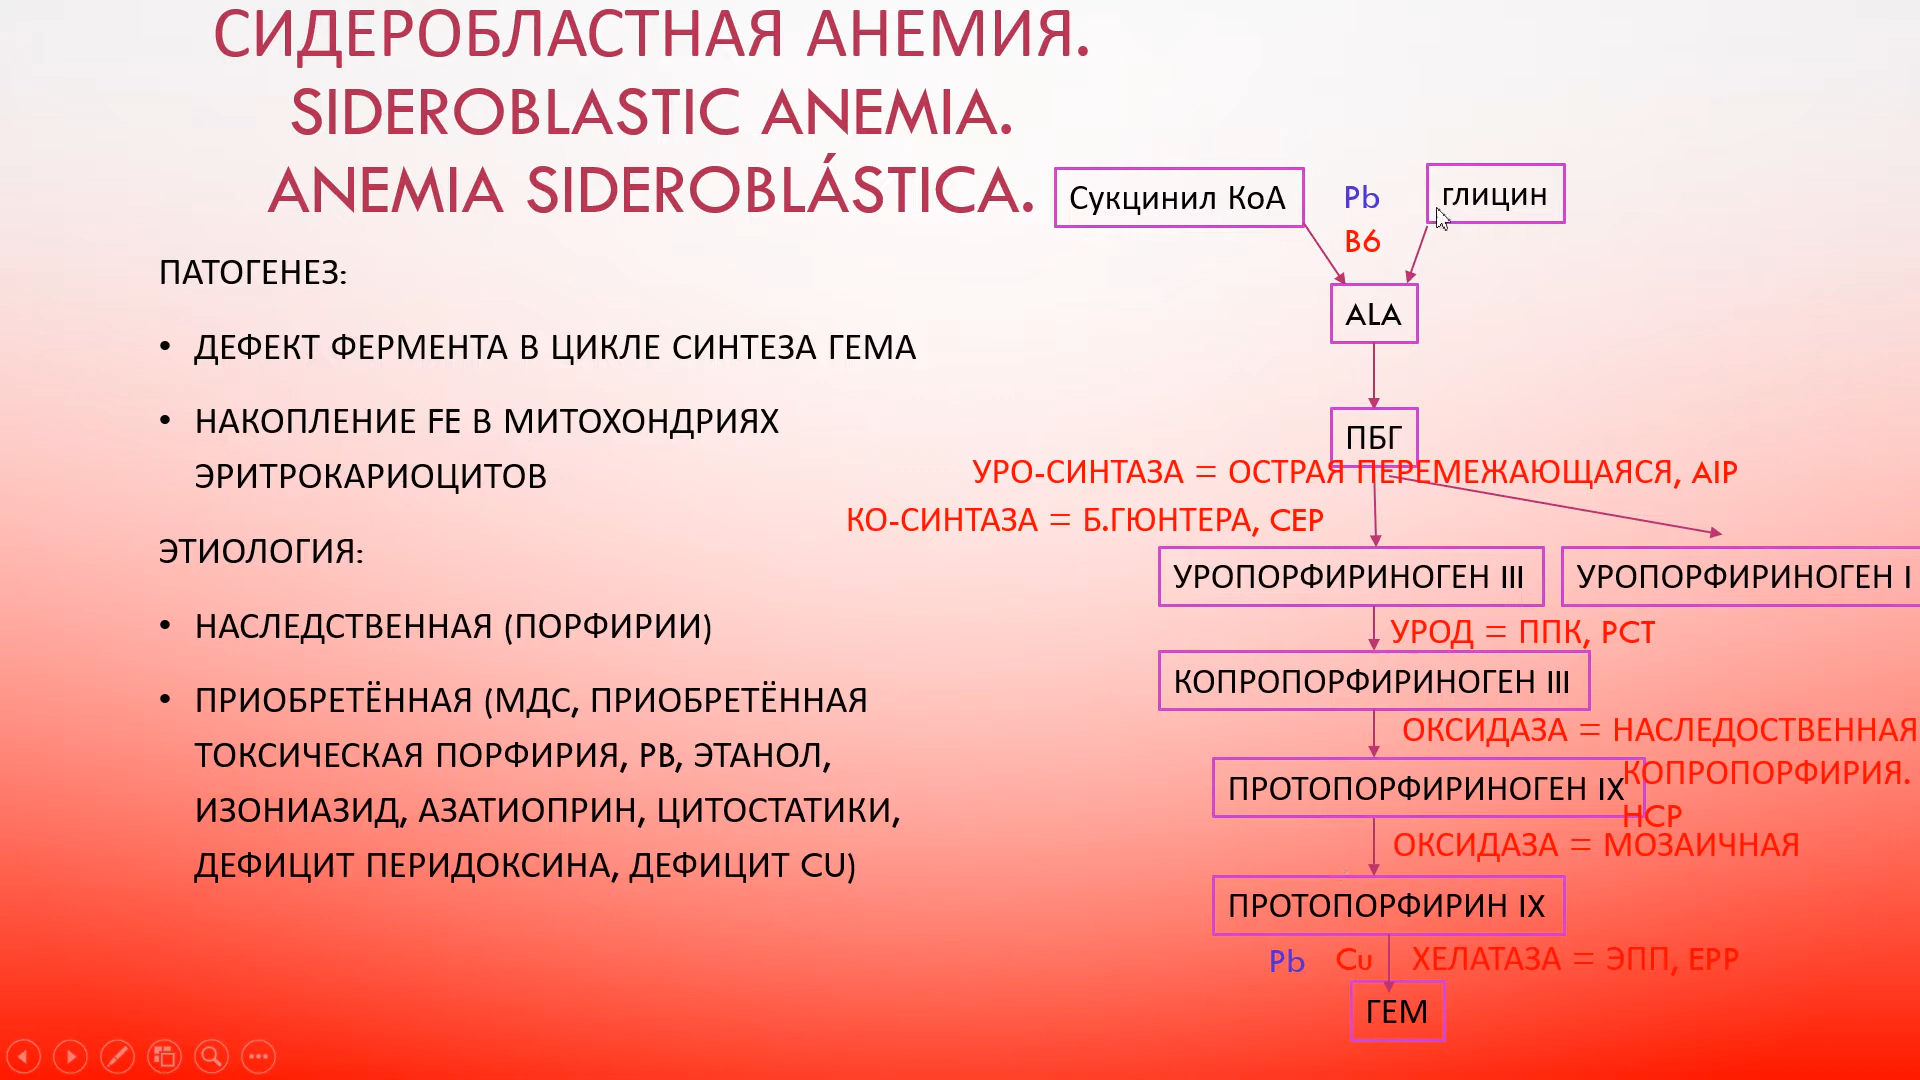 СИДЕРОБЛАСТНАЯ АНЕМИЯ.
SIDEROBLASTIC ANEMIA.
ANEMIA SIDEROBLÁSTICA.
ПАТОГЕНЕЗ:
• ДЕФЕКТ ФЕРМЕНТА В ЦИКЛЕ СИНТЕЗА ГЕМА
• НАКОПЛЕНИЕ FE В МИТОХОНДРИЯХ
ЭРИТРОКАРИОЦИТОВ
ЭТИОЛОГИЯ:
• НАСЛЕДСТВЕННАЯ (ПОРФИРИИ)
• ПРИОБРЕТЁННАЯ (МДС, ПРИОБРЕТЁННАЯ
ТОКСИЧЕСКАЯ ПОРФИРИЯ, PB, ЭТАНОЛ,
ИЗОНИАЗИД, АЗАТИОПРИН, ЦИТОСТАТИКИ,
ДЕФИЦИТ ПЕРИДОКСИНА, ДЕФИЦИТ CU)
Сукцинил КоА
Pb
глицин
B6
ALA
ПБГ
УРО-СИНТАЗА = ОСТРАЯ ПЕРЕМЕЖАЮЩАЯСЯ, AIP
КО-СИНТАЗА = Б.ГЮНТЕРА, CEP
УРОПОРФИРИНОГЕН III
УРОПОРФИРИНОГЕН I
УРОД = ППК, PCT
КОПРОПОРФИРИНОГЕН III
ОКСИДАЗА = НАСЛЕДОСТВЕННАЯ
КОПРОПОРФИРИЯ.
HCP
ПРОТОПОРФИРИНОГЕН IX
ОКСИДАЗА = МОЗАИЧНАЯ
ПРОТОПОРФИРИН IX
Pb
Cu
ХЕЛАТАЗА = ЭПП, EPP
ГЕМ